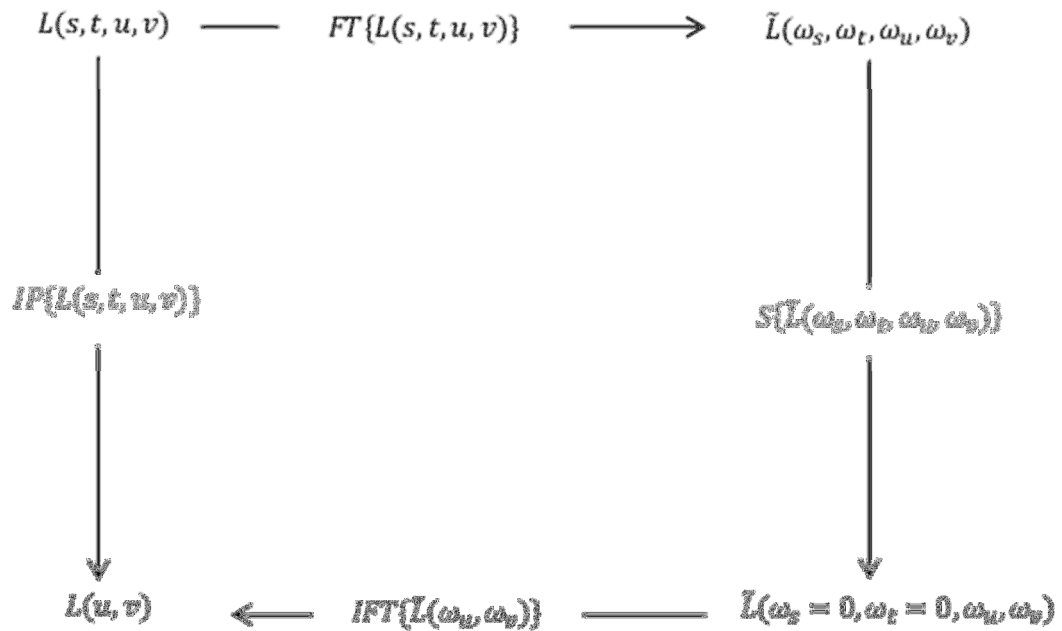 L(s, t, u, v) FT{L(s, t, u, v)} L̃(ω_s, ω_t, ω_u, ω_v)
IP{L(s, t, u, v)} S{L̃(ω_s, ω_t, ω_u, ω_v)}
L(u, v) IFT{L̃(ω_u, ω_v)} L̃(ω_s = 0, ω_t = 0, ω_u, ω_v)